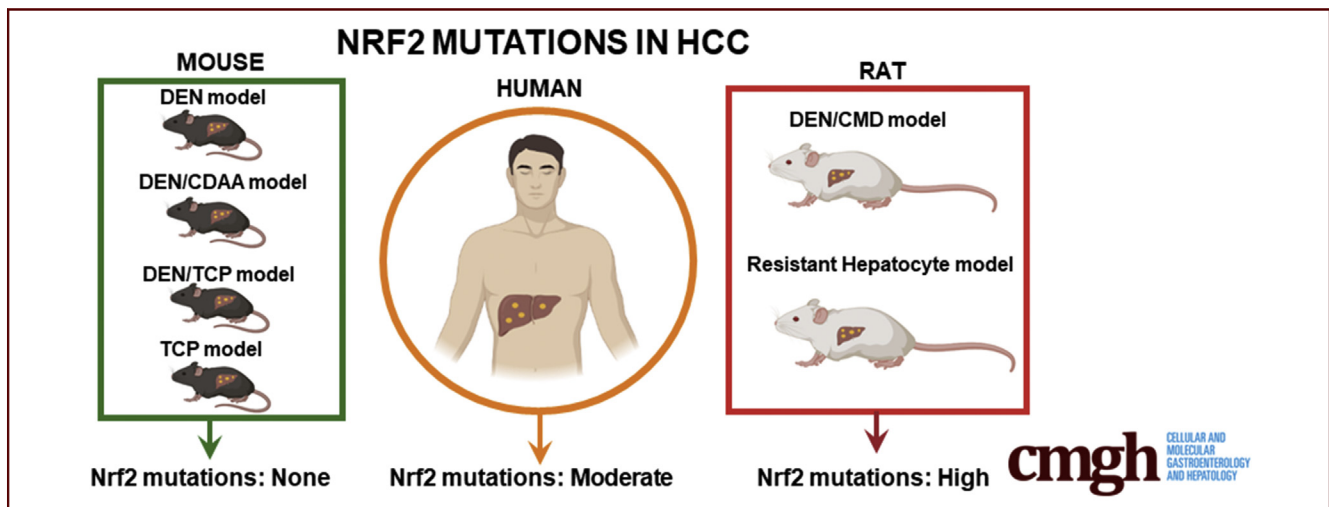 NRF2 MUTATIONS IN HCC
MOUSE
DEN model
DEN/CDAA model
DEN/TCP model
TCP model
Nrf2 mutations: None
HUMAN
Nrf2 mutations: Moderate
RAT
DEN/CMD model
Resistant Hepatocyte model
Nrf2 mutations: High
cmgh
CELLULAR AND
MOLECULAR
GASTROENTEROLOGY
AND HEPATOLOGY